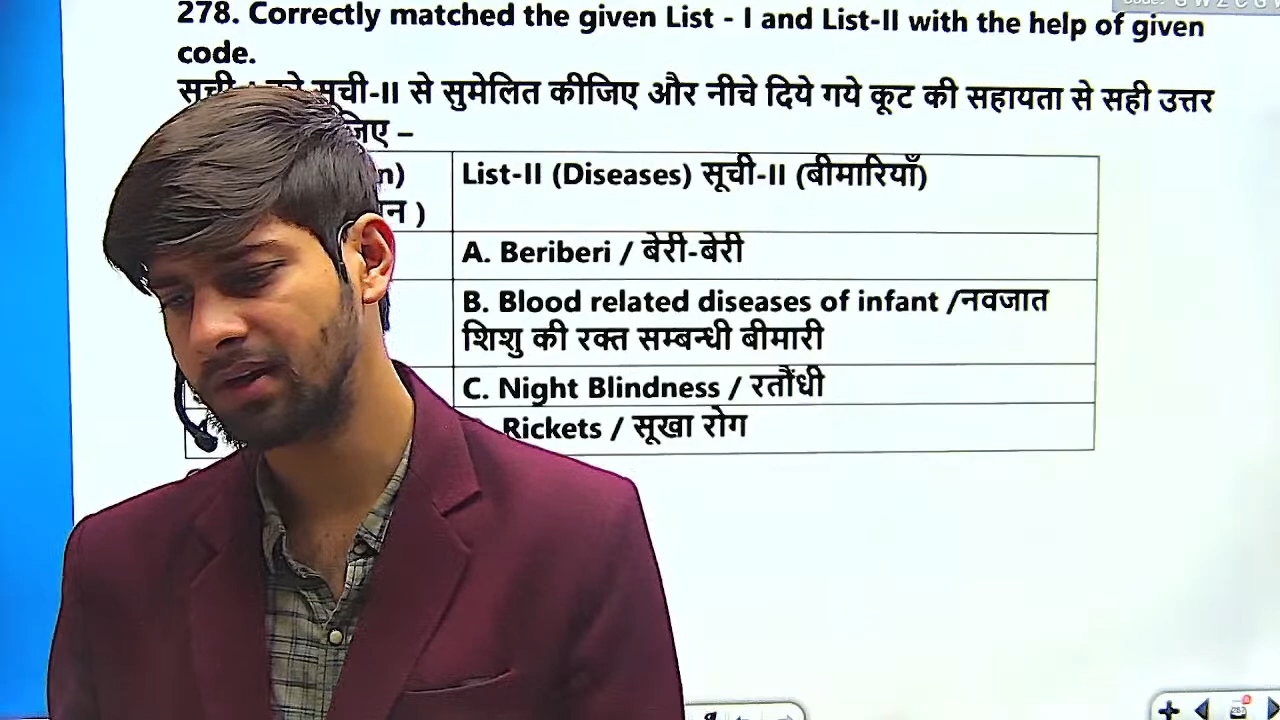 278. Correctly matched the given List - I and List-II with the help of given
code.
सूची-II से सुमेलित कीजिए और नीचे दिये गये कूट की सहायता से सही उत्तर
List-II (Diseases) सूची-II (बीमारियाँ)
A. Beriberi / बेरी-बेरी
B. Blood related diseases of infant /नवजात
शिशु की रक्त सम्बन्धी बीमारी
C. Night Blindness / रतौंधी
Rickets / सूखा रोग